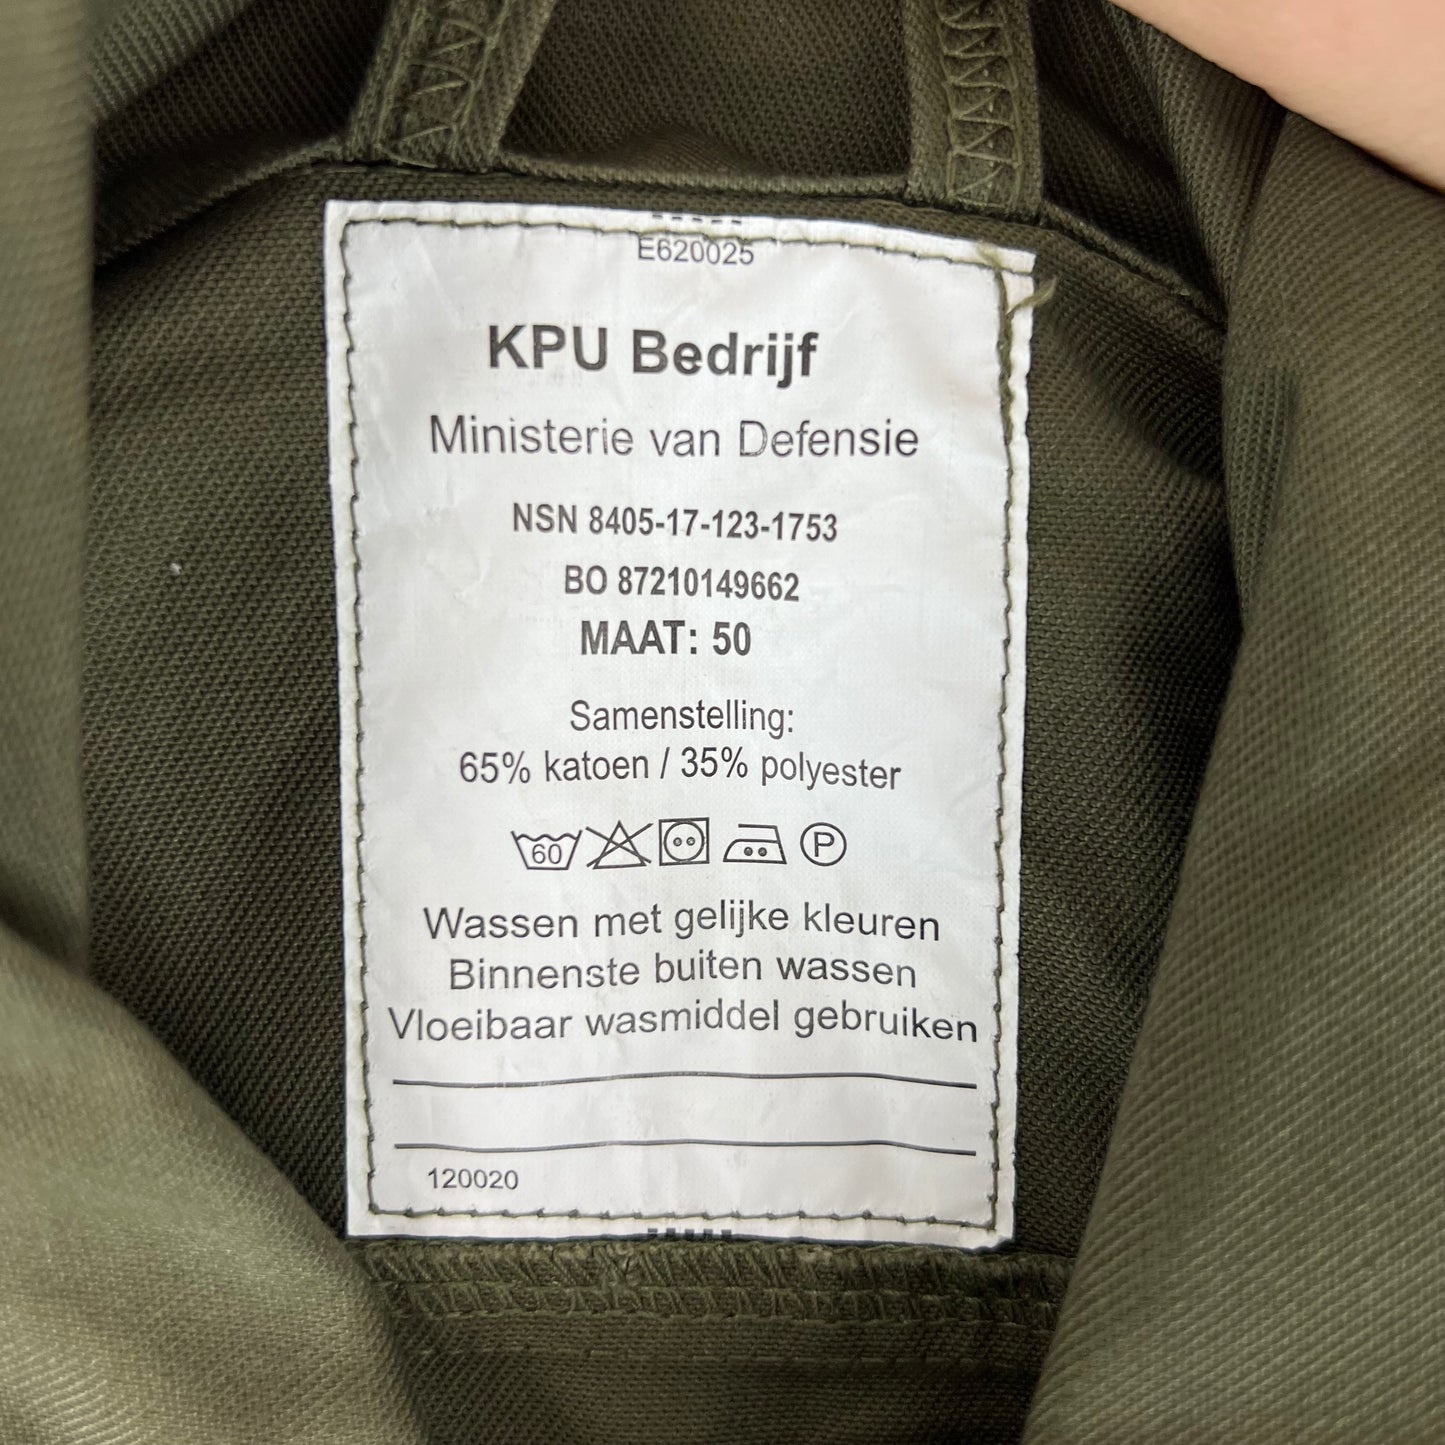 E620025
KPU Bedrijf
Ministerie van Defensie
NSN 8405-17-123-1753
BO 87210149662
MAAT: 50
Samenstelling:
65% katoen / 35% polyester
60 P
Wassen met gelijke kleuren
Binnenste buiten wassen
Vloeibaar wasmiddel gebruiken
120020